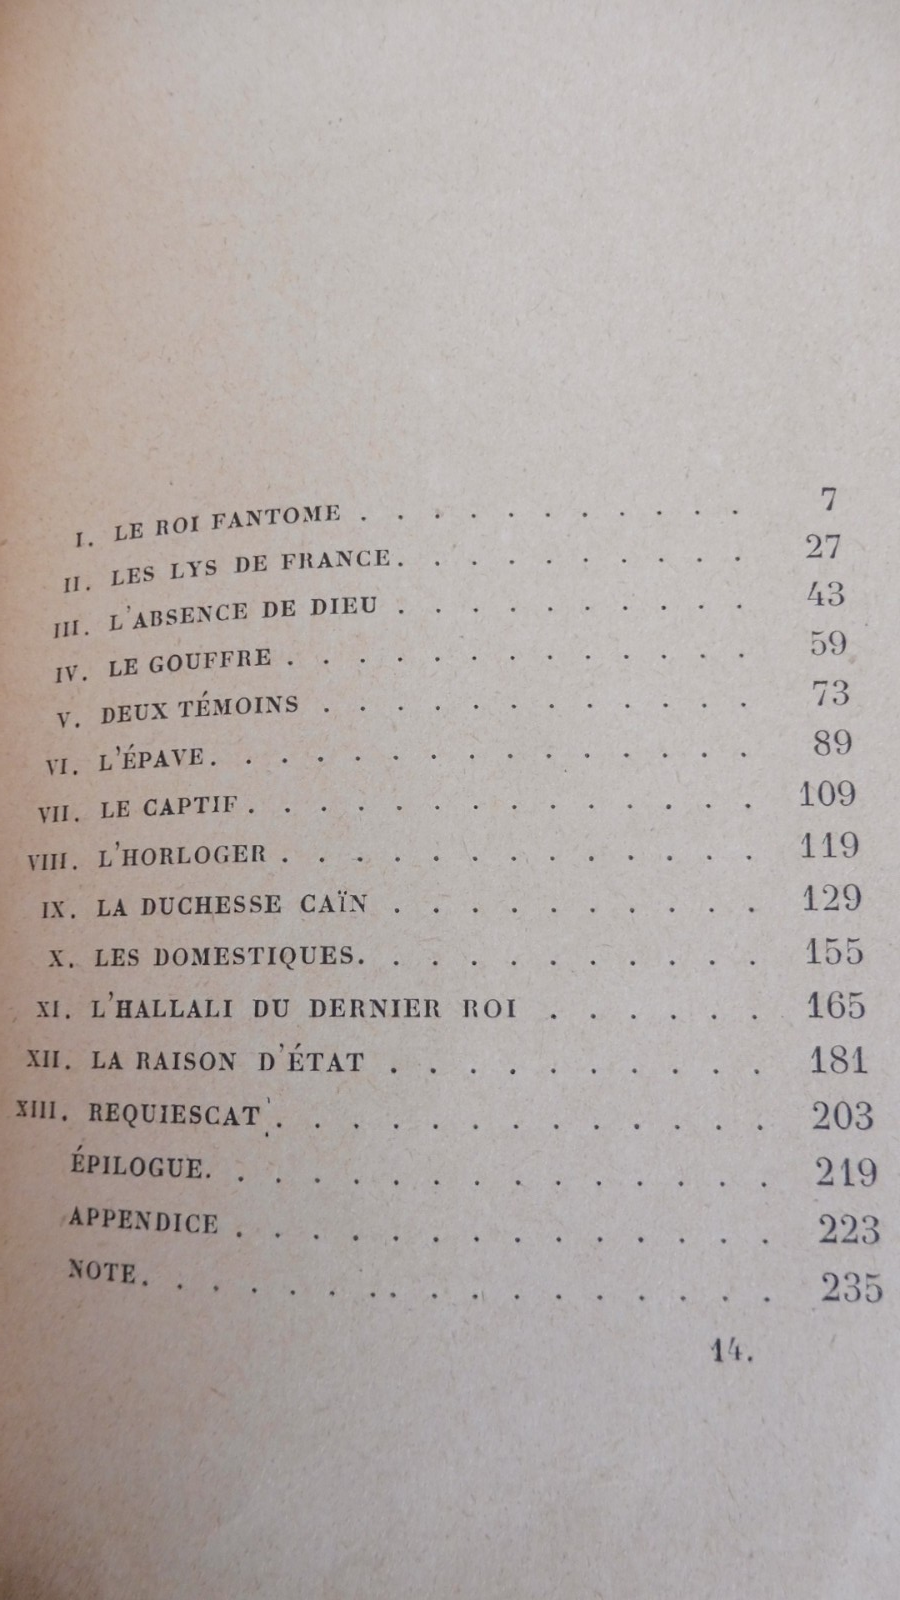 I. LE ROI FANTOME . . . . . . . . . . . 7
II. LES LYS DE FRANCE. . . . . . . . . . 27
III. L'ABSENCE DE DIEU . . . . . . . . . . 43
IV. LE GOUFFRE . . . . . . . . . . . . . 59
V. DEUX TÉMOINS . . . . . . . . . . . . 73
VI. L'ÉPAVE. . . . . . . . . . . . . . . 89
VII. LE CAPTIF . . . . . . . . . . . . . . 109
VIII. L'HORLOGER . . . . . . . . . . . . . 119
IX. LA DUCHESSE CAÏN . . . . . . . . . . 129
X. LES DOMESTIQUES. . . . . . . . . . . 155
XI. L'HALLALI DU DERNIER ROI . . . . . . 165
XII. LA RAISON D'ÉTAT . . . . . . . . . . 181
XIII. REQUIESCAT . . . . . . . . . . . . . 203
ÉPILOGUE. . . . . . . . . . . . . . . 219
APPENDICE . . . . . . . . . . . . . . 223
NOTE. . . . . . . . . . . . . . . . . 235
14.